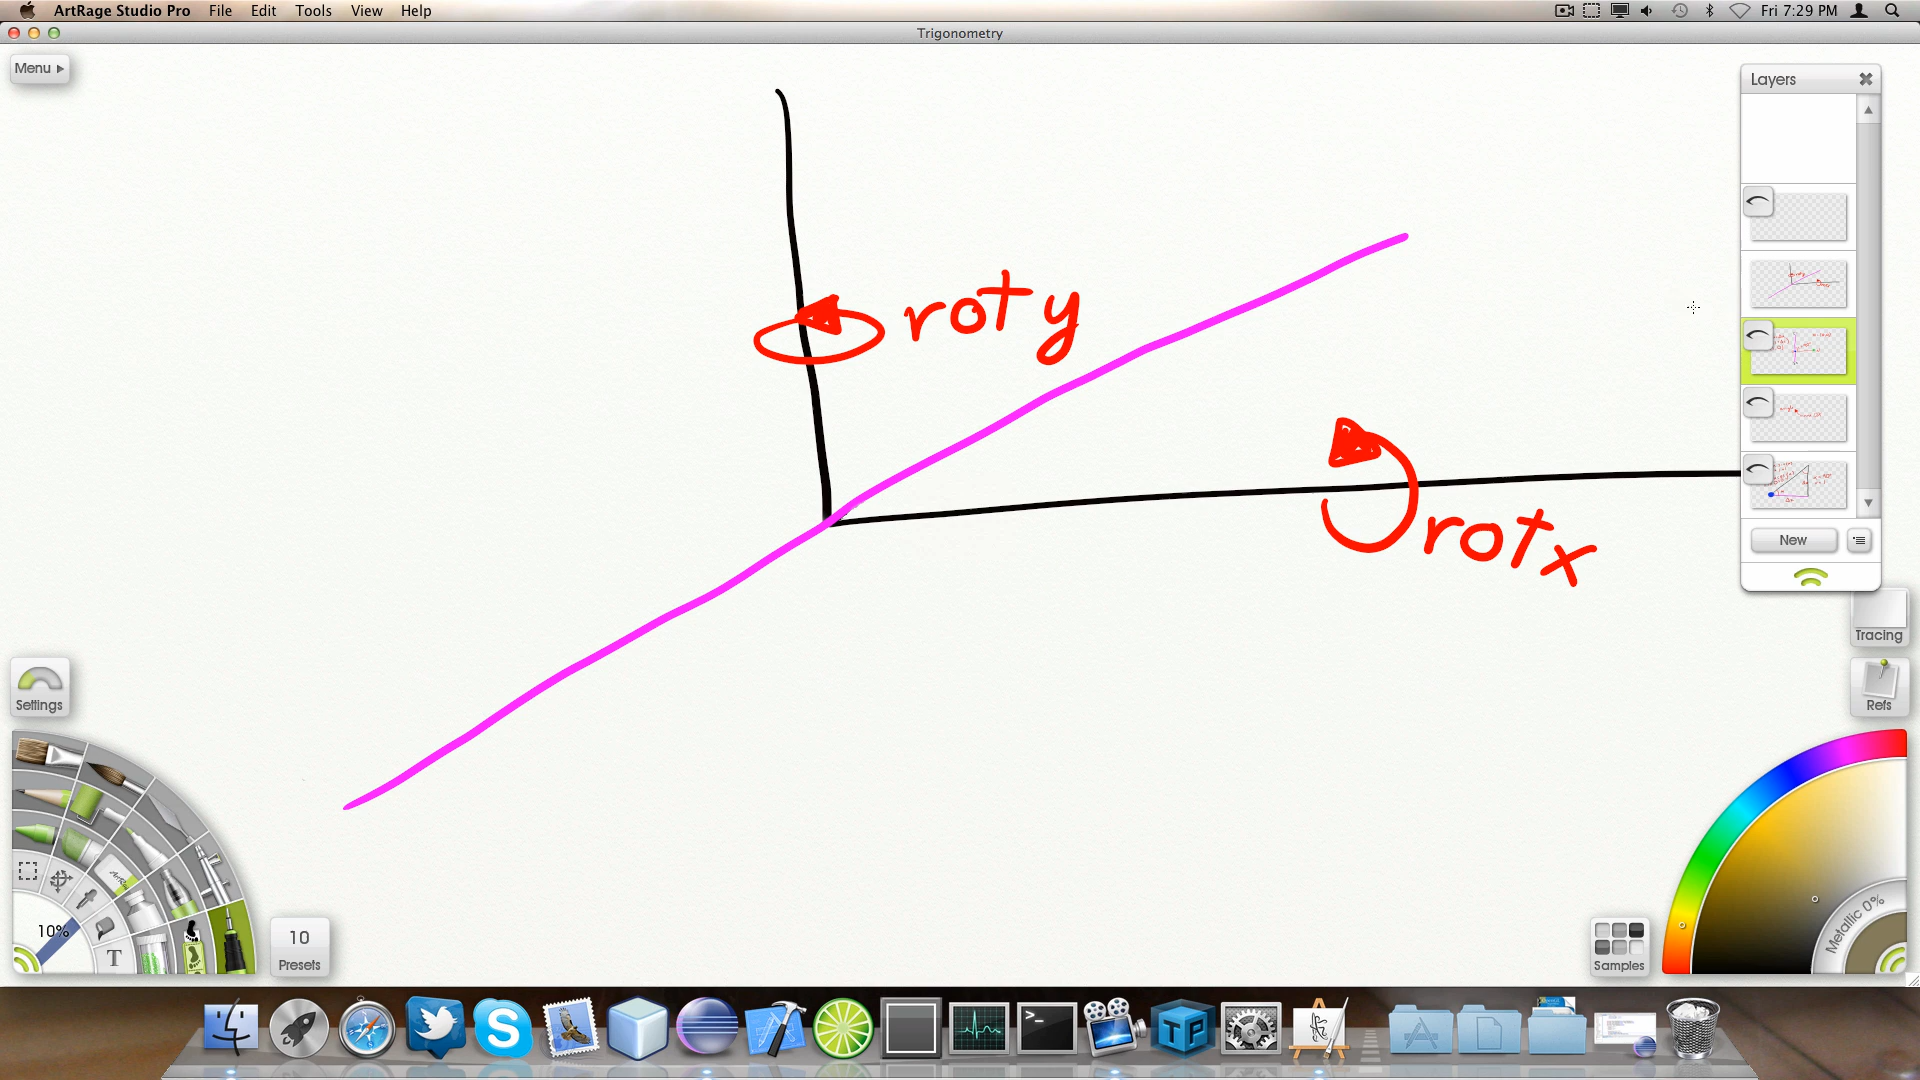 ArtRage Studio Pro File Edit Tools View Help Fri 7:29 PM
Trigonometry
Menu
Layers
roty
rotx
New
Tracing
Settings
Refs
10%
T
10
Presets
Samples
Metallic 0%
S
>_
TP